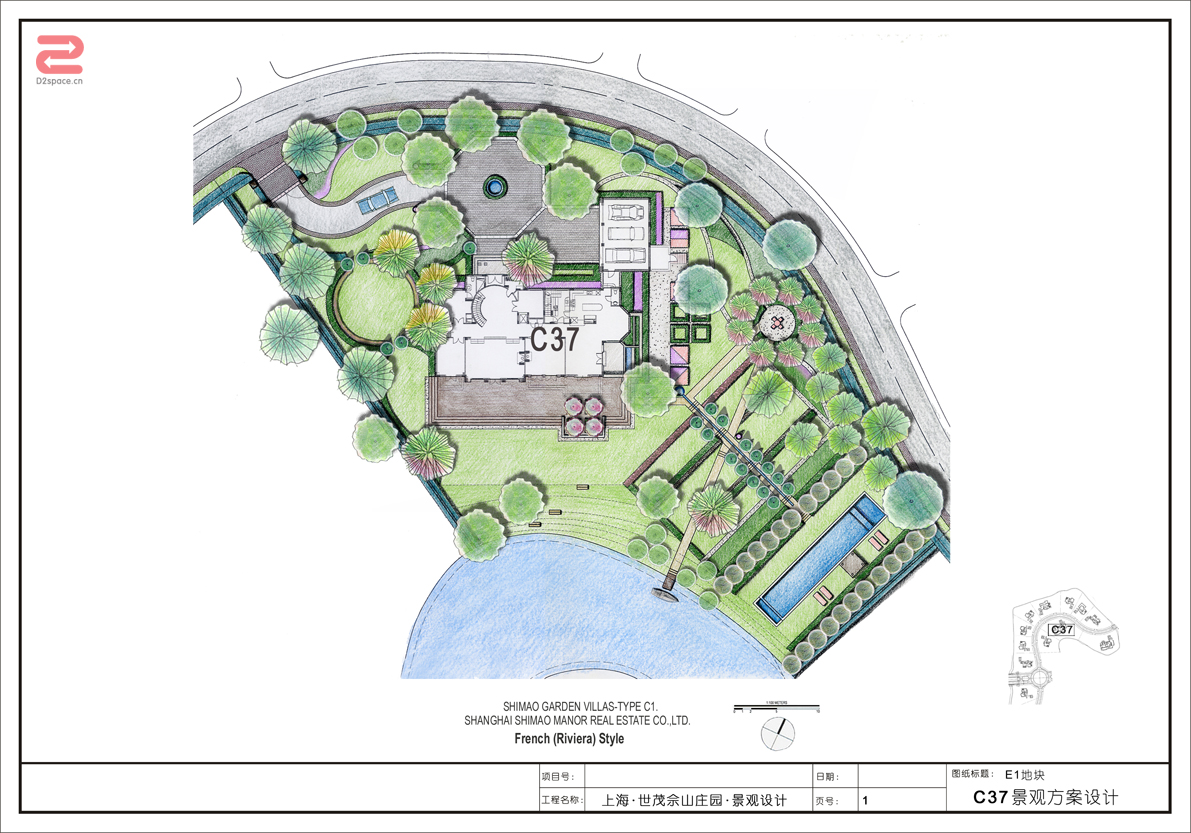 D2space.cn
C37
C37
SHIMAO GARDEN VILLAS-TYPE C1.
SHANGHAI SHIMAO MANOR REAL ESTATE CO.,LTD.
French (Riviera) Style
项目号:
日期:
图纸标题: E1地块
工程名称:
上海·世茂佘山庄园·景观设计
页号:
1
C37景观方案设计